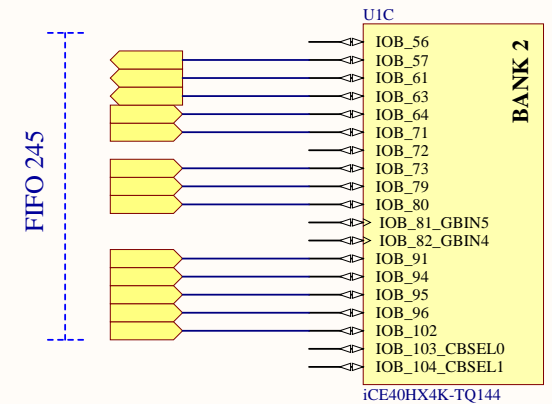 U1C
FIFO 245
BANK 2
IOB_56
IOB_57
IOB_61
IOB_63
IOB_64
IOB_71
IOB_72
IOB_73
IOB_79
IOB_80
IOB_81_GBIN5
IOB_82_GBIN4
IOB_91
IOB_94
IOB_95
IOB_96
IOB_102
IOB_103_CBSEL0
IOB_104_CBSEL1
iCE40HX4K-TQ144